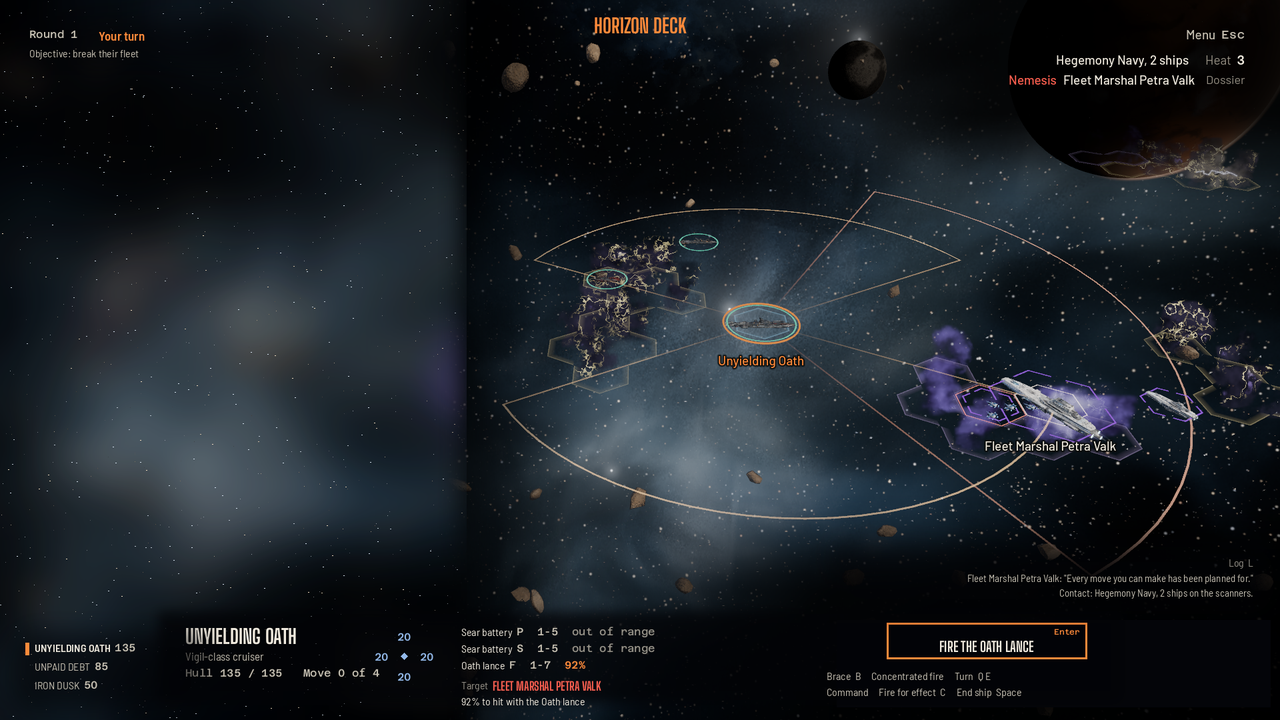 HORIZON DECK
Round 1 Your turn
Objective: break their fleet
Menu Esc
Hegemony Navy, 2 ships Heat 3
Nemesis Fleet Marshal Petra Valk Dossier
Unyielding Oath
Fleet Marshal Petra Valk
Log L
Fleet Marshal Petra Valk: "Every move you can make has been planned for."
Contact: Hegemony Navy, 2 ships on the scanners.
UNYIELDING OATH 135
UNPAID DEBT 85
IRON DUSK 50
UNYIELDING OATH
Vigil-class cruiser
Hull 135 / 135 Move 0 of 4
20
20 20
20
Sear battery P 1-5 out of range
Sear battery S 1-5 out of range
Oath lance F 1-7 92%
Target FLEET MARSHAL PETRA VALK
92% to hit with the Oath lance
Enter
FIRE THE OATH LANCE
Brace B Concentrated fire Turn Q E
Command Fire for effect C End ship Space